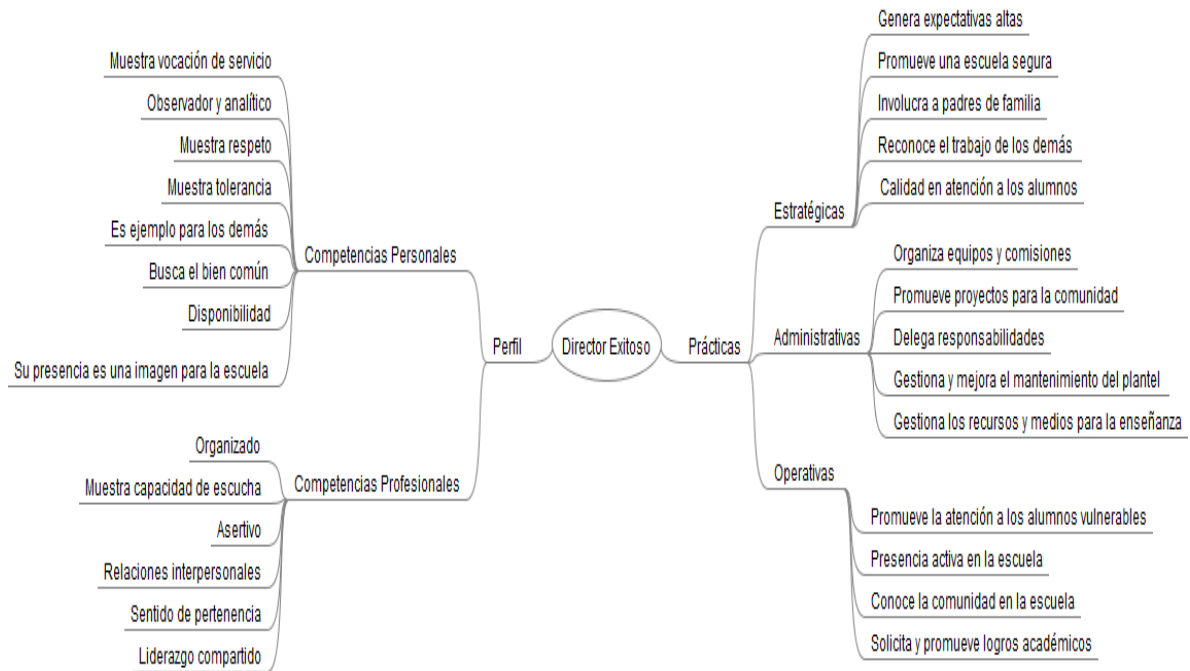 Director Exitoso
Perfil
Competencias Personales
Muestra vocación de servicio
Observador y analítico
Muestra respeto
Muestra tolerancia
Es ejemplo para los demás
Busca el bien común
Disponibilidad
Su presencia es una imagen para la escuela
Competencias Profesionales
Organizado
Muestra capacidad de escucha
Asertivo
Relaciones interpersonales
Sentido de pertenencia
Liderazgo compartido
Prácticas
Estratégicas
Genera expectativas altas
Promueve una escuela segura
Involucra a padres de familia
Reconoce el trabajo de los demás
Calidad en atención a los alumnos
Administrativas
Organiza equipos y comisiones
Promueve proyectos para la comunidad
Delega responsabilidades
Gestiona y mejora el mantenimiento del plantel
Gestiona los recursos y medios para la enseñanza
Operativas
Promueve la atención a los alumnos vulnerables
Presencia activa en la escuela
Conoce la comunidad en la escuela
Solicita y promueve logros académicos